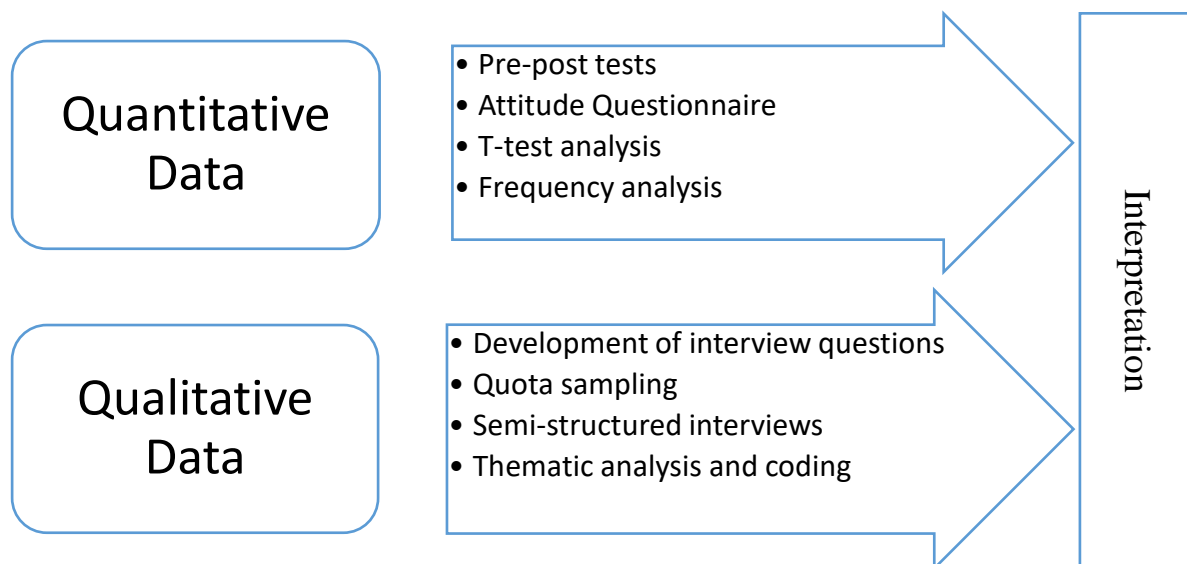 Quantitative
Data
• Pre-post tests
• Attitude Questionnaire
• T-test analysis
• Frequency analysis
Qualitative
Data
• Development of interview questions
• Quota sampling
• Semi-structured interviews
• Thematic analysis and coding
Interpretation